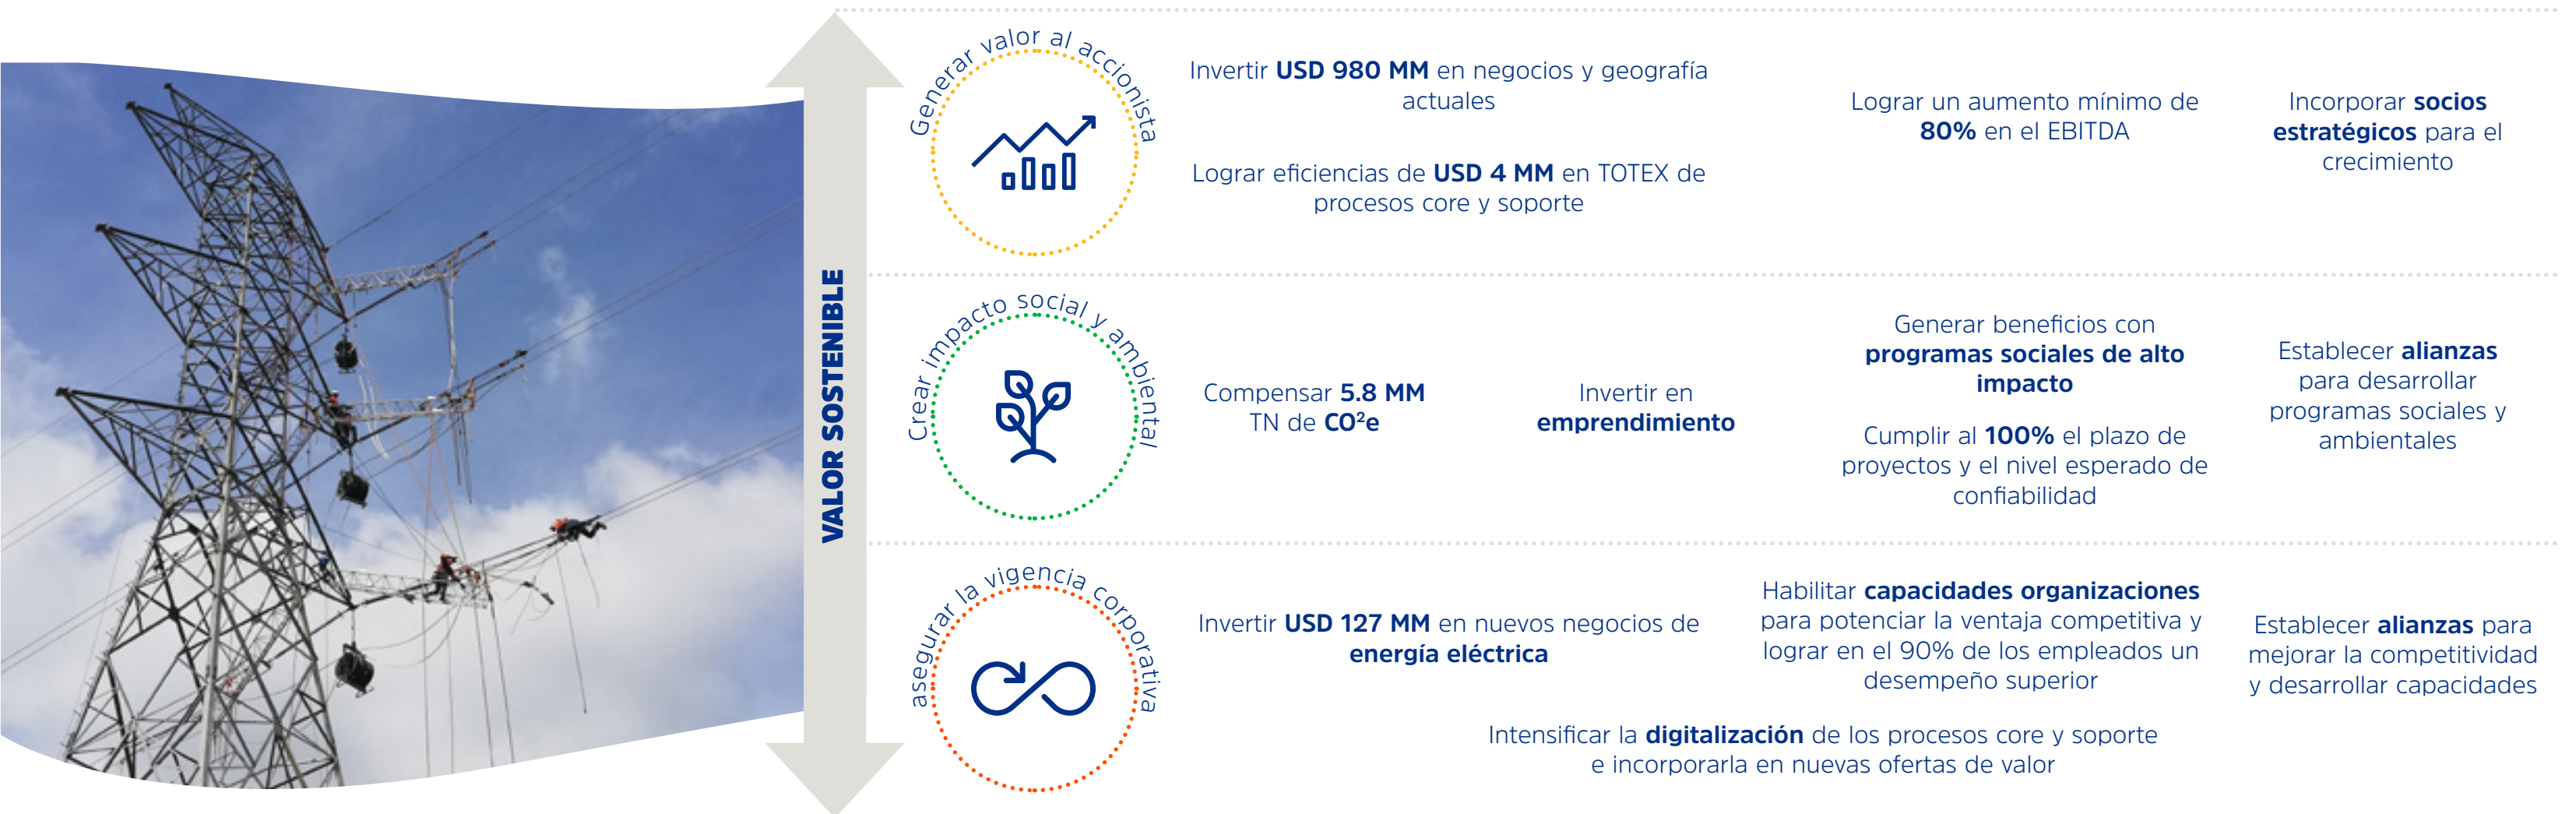 VALOR SOSTENIBLE
Generar valor al accionista
Invertir USD 980 MM en negocios y geografía
actuales
Lograr eficiencias de USD 4 MM en TOTEX de
procesos core y soporte
Lograr un aumento mínimo de
80% en el EBITDA
Incorporar socios
estratégicos para el
crecimiento
Crear impacto social y ambiental
Compensar 5.8 MM
TN de CO²e
Invertir en
emprendimiento
Generar beneficios con
programas sociales de alto
impacto
Cumplir al 100% el plazo de
proyectos y el nivel esperado de
confiabilidad
Establecer alianzas
para desarrollar
programas sociales y
ambientales
asegurar la vigencia corporativa
Invertir USD 127 MM en nuevos negocios de
energía eléctrica
Habilitar capacidades organizaciones
para potenciar la ventaja competitiva y
lograr en el 90% de los empleados un
desempeño superior
Establecer alianzas para
mejorar la competitividad
y desarrollar capacidades
Intensificar la digitalización de los procesos core y soporte
e incorporarla en nuevas ofertas de valor